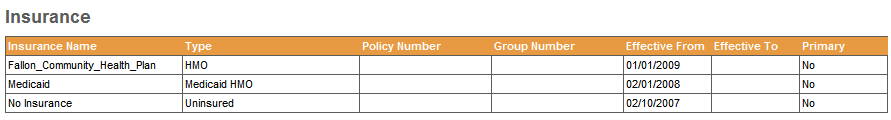 Insurance
Insurance Name Type Policy Number Group Number Effective From Effective To Primary
Fallon_Community_Health_Plan HMO 01/01/2009 No
Medicaid Medicaid HMO 02/01/2008 No
No Insurance Uninsured 02/10/2007 No